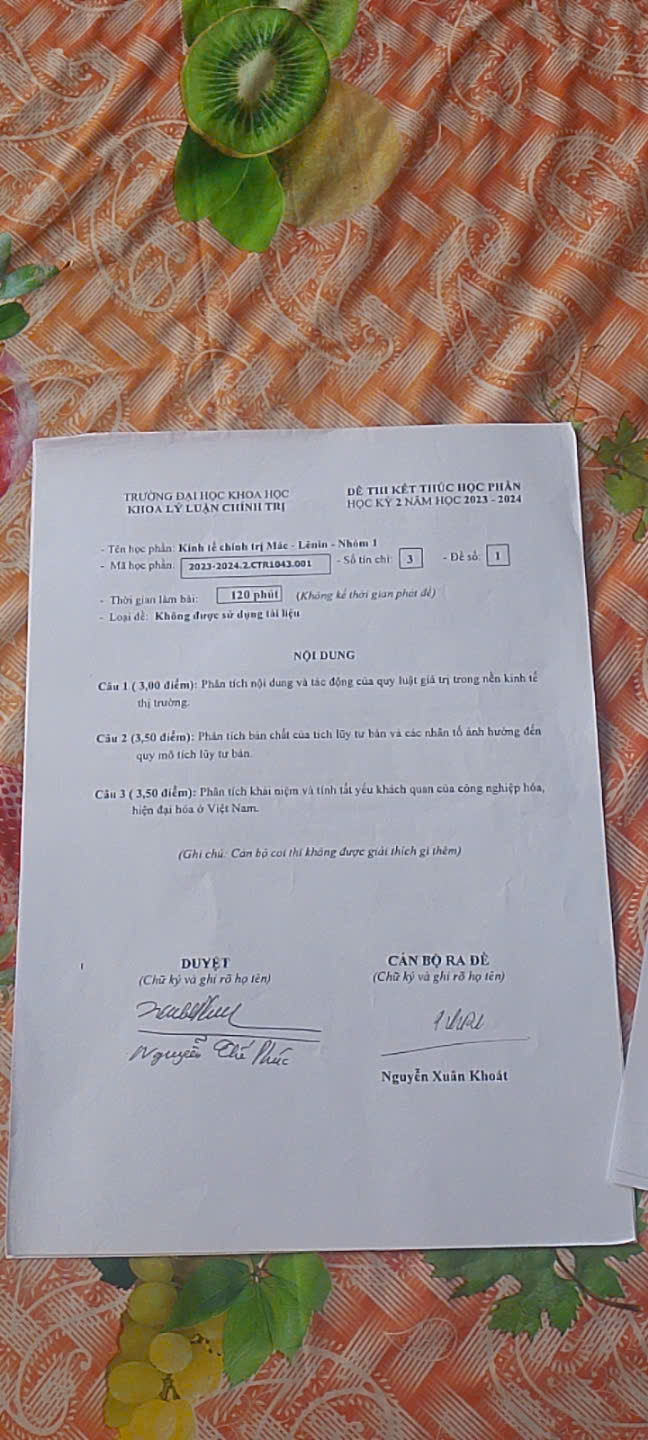 TRƯỜNG ĐẠI HỌC KHOA HỌC
KHOA LÝ LUẬN CHÍNH TRỊ
ĐỀ THI KẾT THÚC HỌC PHẦN
HỌC KỲ 2 NĂM HỌC 2023 - 2024
- Tên học phần: Kinh tế chính trị Mác - Lênin - Nhóm 1
- Mã học phần: 2023-2024.2.CTR1043.001 - Số tín chỉ: 3 - Đề số: 1
- Thời gian làm bài: 120 phút (Không kể thời gian phát đề)
- Loại đề: Không được sử dụng tài liệu
NỘI DUNG
Câu 1 ( 3,00 điểm): Phân tích nội dung và tác động của quy luật giá trị trong nền kinh tế
thị trường.
Câu 2 (3,50 điểm): Phân tích bản chất của tích lũy tư bản và các nhân tố ảnh hưởng đến
quy mô tích lũy tư bản.
Câu 3 ( 3,50 điểm): Phân tích khái niệm và tính tất yếu khách quan của công nghiệp hóa,
hiện đại hóa ở Việt Nam.
(Ghi chú: Cán bộ coi thi không được giải thích gì thêm)
DUYỆT
(Chữ ký và ghi rõ họ tên)
Nguyễn Thế Phúc
CÁN BỘ RA ĐỀ
(Chữ ký và ghi rõ họ tên)
Nguyễn Xuân Khoát